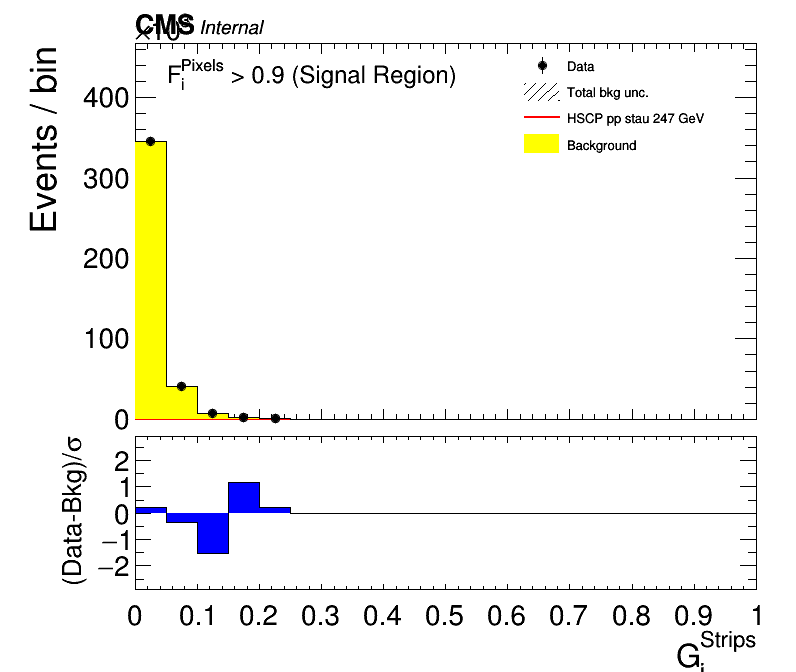 CMS Internal
F_i^Pixels > 0.9 (Signal Region)
Data
Total bkg unc.
HSCP pp stau 247 GeV
Background
Events / bin
400
300
200
100
0
(Data-Bkg)/σ
2
1
0
−1
−2
0 0.1 0.2 0.3 0.4 0.5 0.6 0.7 0.8 0.9 1
G_i^Strips